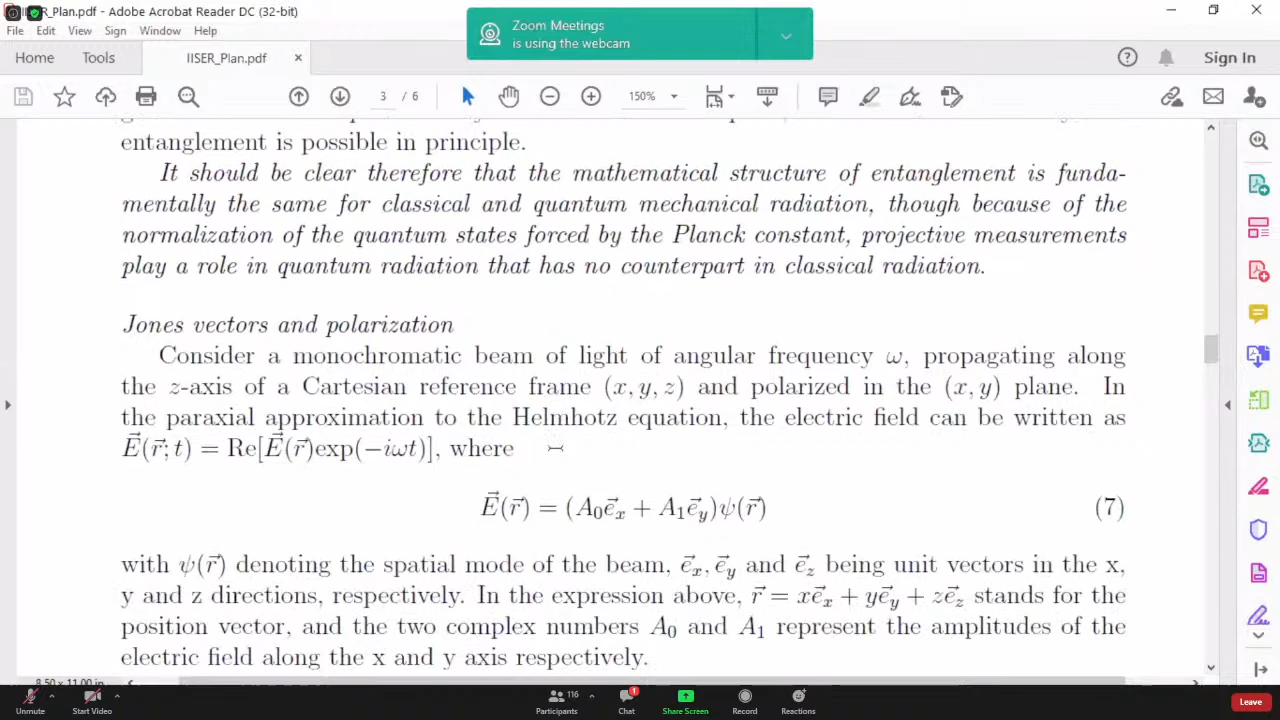 IISER_Plan.pdf - Adobe Acrobat Reader DC (32-bit)
File Edit View Sign Window Help
Zoom Meetings
is using the webcam
Home Tools IISER_Plan.pdf × Sign In
3 / 6 150%
entanglement is possible in principle.
It should be clear therefore that the mathematical structure of entanglement is funda-
mentally the same for classical and quantum mechanical radiation, though because of the
normalization of the quantum states forced by the Planck constant, projective measurements
play a role in quantum radiation that has no counterpart in classical radiation.
Jones vectors and polarization
Consider a monochromatic beam of light of angular frequency ω, propagating along
the z-axis of a Cartesian reference frame (x, y, z) and polarized in the (x, y) plane. In
the paraxial approximation to the Helmhotz equation, the electric field can be written as
E⃗(r⃗; t) = Re[E⃗(r⃗)exp(−iωt)], where
E⃗(r⃗) = (A₀e⃗ₓ + A₁e⃗ᵧ)ψ(r⃗) (7)
with ψ(r⃗) denoting the spatial mode of the beam, e⃗ₓ, e⃗ᵧ and e⃗_z being unit vectors in the x,
y and z directions, respectively. In the expression above, r⃗ = xe⃗ₓ + ye⃗ᵧ + ze⃗_z stands for the
position vector, and the two complex numbers A₀ and A₁ represent the amplitudes of the
electric field along the x and y axis respectively.
8.50 x 11.00 in
Unmute Start Video Participants 116 Chat 1 Share Screen Record Reactions Leave